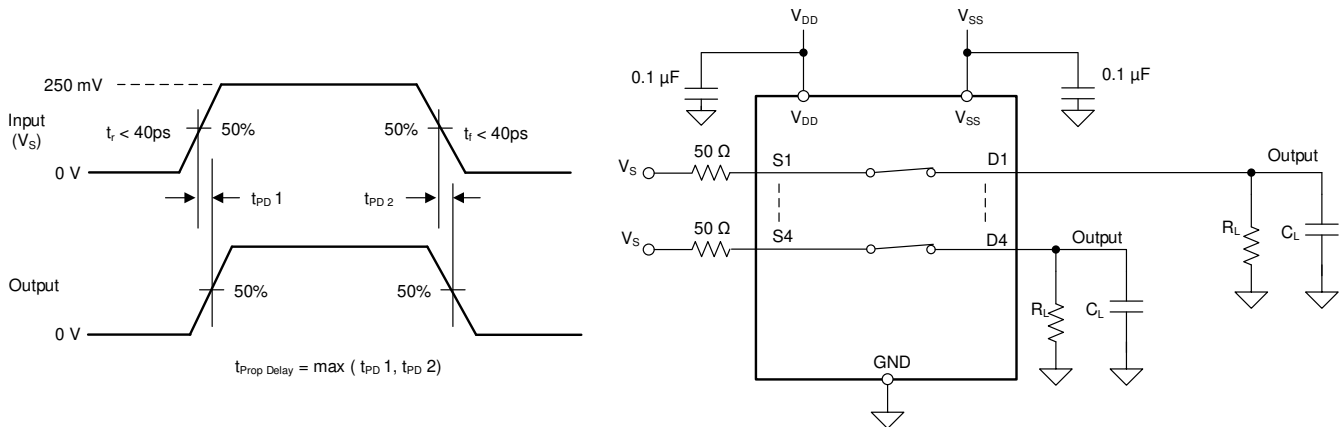 250 mV
Input
(VS)
tr < 40ps
50%
50%
tf < 40ps
0 V
tPD 1
tPD 2
Output
50%
50%
0 V
tProp Delay = max ( tPD 1, tPD 2)
VDD
VSS
0.1 µF
0.1 µF
VDD
VSS
VS
50 Ω
S1
D1
Output
VS
50 Ω
S4
D4
Output
RL
CL
RL
CL
GND